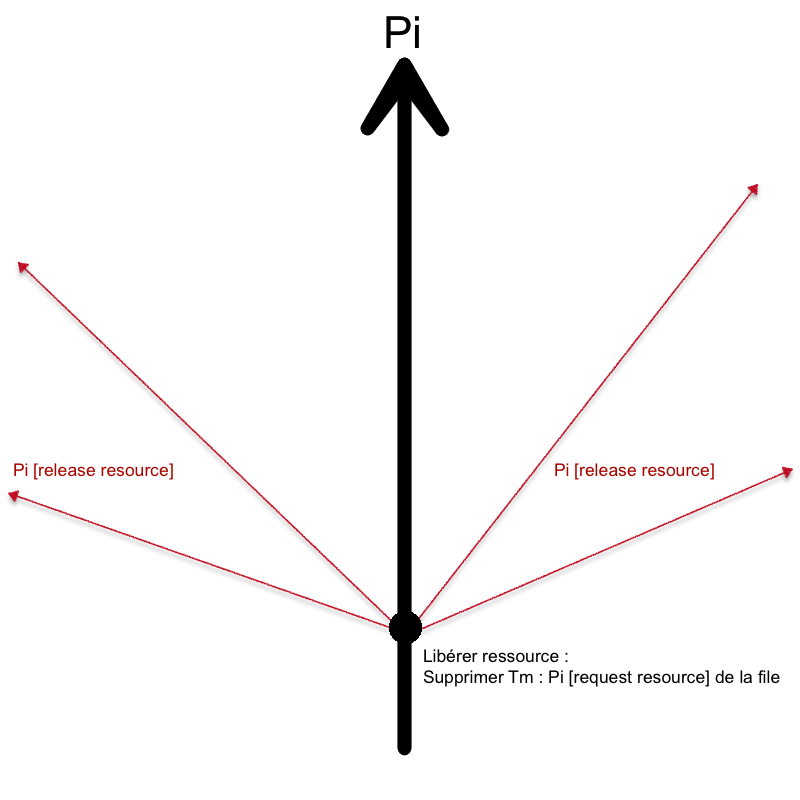 Pi
Pi [release resource]
Pi [release resource]
Libérer ressource :
Supprimer Tm : Pi [request resource] de la file